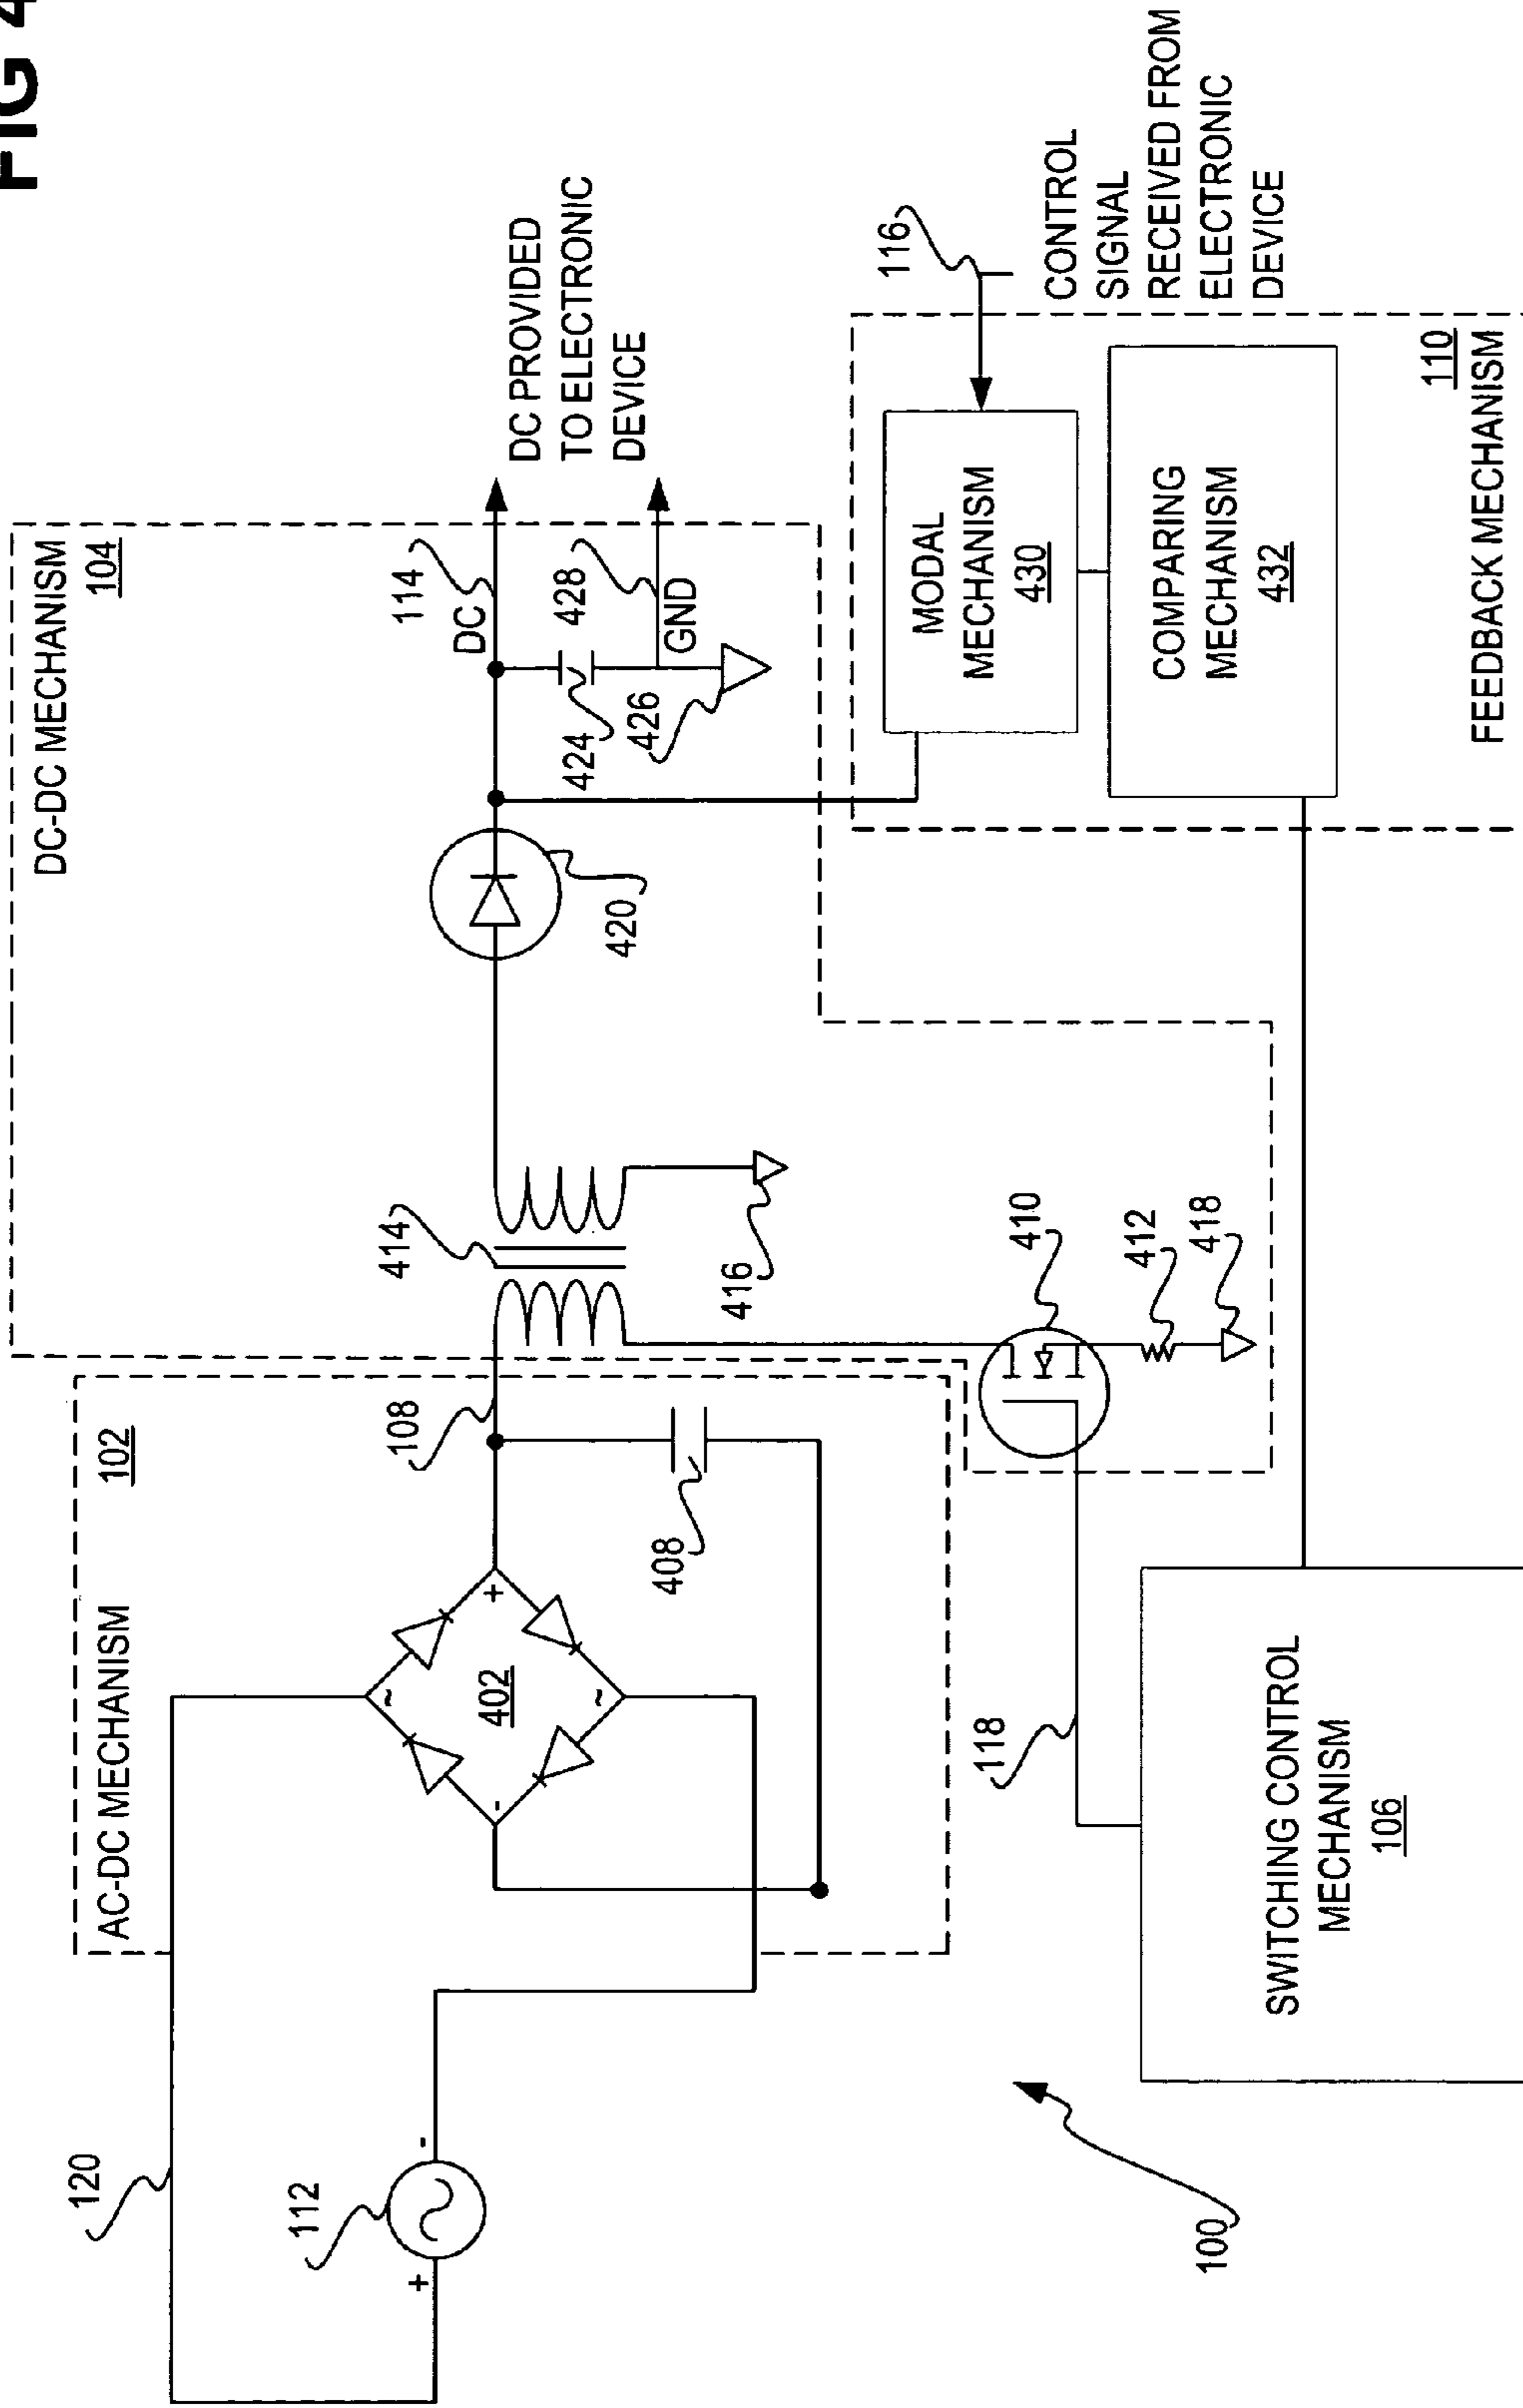 FIG 4
DC-DC MECHANISM
104
AC-DC MECHANISM
102
120
112
+
-
402
~
~
+
-
108
408
414
416
420
114
DC
424
426
428
GND
DC PROVIDED
TO ELECTRONIC
DEVICE
116
CONTROL
SIGNAL
RECEIVED FROM
ELECTRONIC
DEVICE
MODAL
MECHANISM
430
COMPARING
MECHANISM
432
110
FEEDBACK MECHANISM
410
412
418
118
SWITCHING CONTROL
MECHANISM
106
100